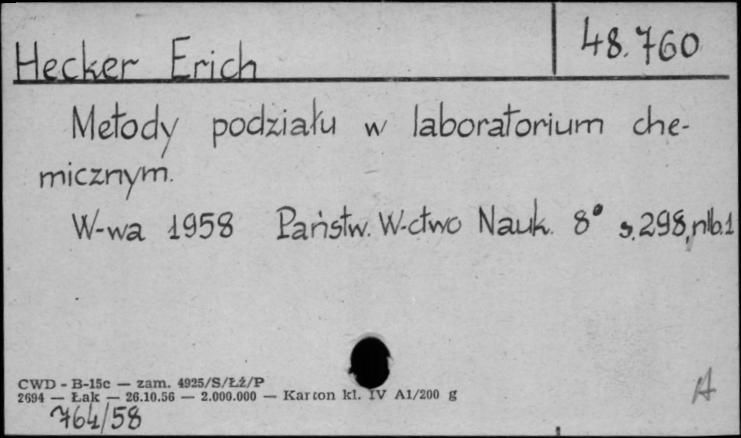 Hecker Erich
48.760
Metody podziału w laboratorium che-
micznym.
W-wa 1958 Państw. W-ctwo Nauk. 8° s. 298, nlb. 1
CWD - B-15c — zam. 4925/S/ŁŻ/P
2694 — Łak — 26.10.56 — 2.000.000 — Karton kl. IV A1/200 g
764/58
A